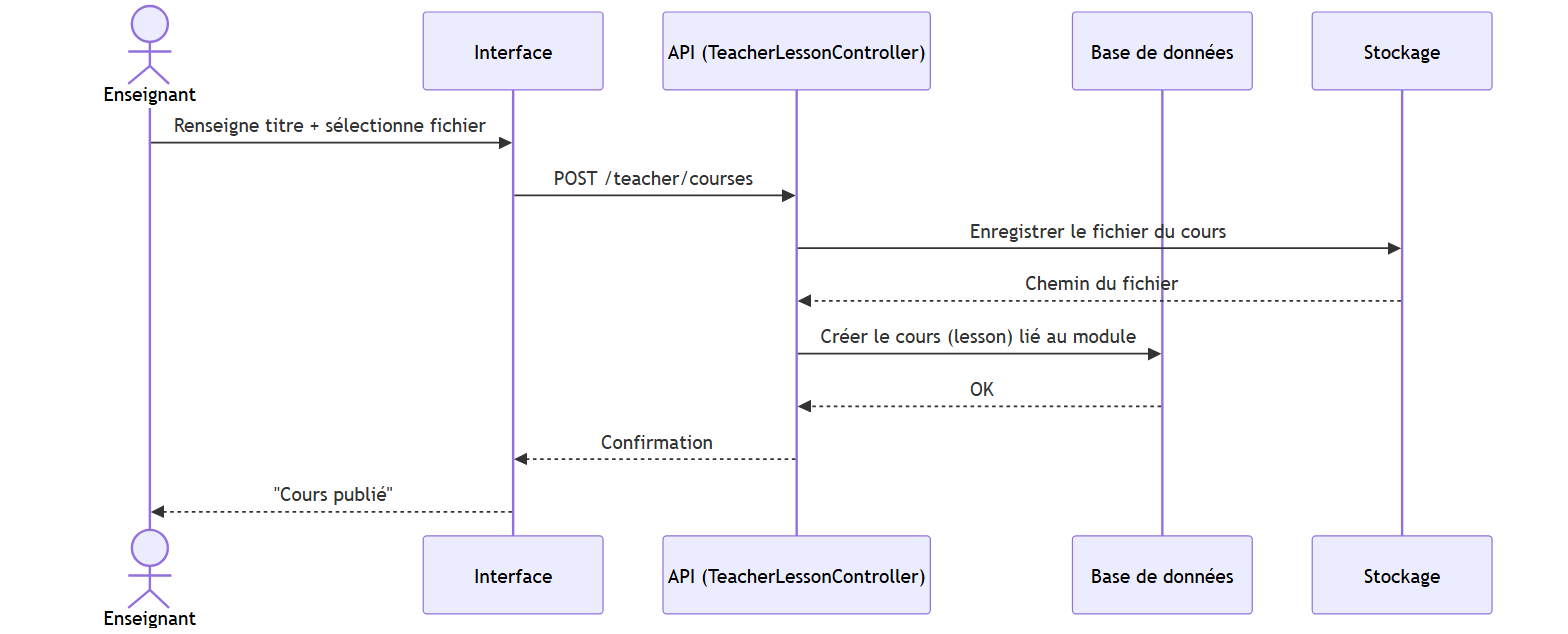 Enseignant
Interface
API (TeacherLessonController)
Base de données
Stockage
Renseigne titre + sélectionne fichier
POST /teacher/courses
Enregistrer le fichier du cours
Chemin du fichier
Créer le cours (lesson) lié au module
OK
Confirmation
"Cours publié"
Enseignant
Interface
API (TeacherLessonController)
Base de données
Stockage